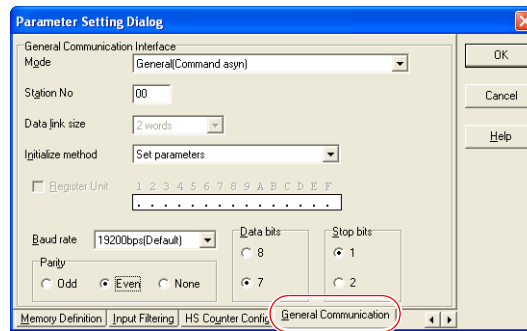 Parameter Setting Dialog
General Communication Interface
Mode General(Command asyn)
OK
Station No 00
Cancel
Data link size 2 words
Help
Initialize method Set parameters
Register Unit 1 2 3 4 5 6 7 8 9 A B C D E F
. . . . . . . . . . . . . . .
Baud rate 19200bps(Default)
Data bits
8
7
Stop bits
1
2
Parity
Odd Even None
Memory Definition Input Filtering HS Counter Config General Communication